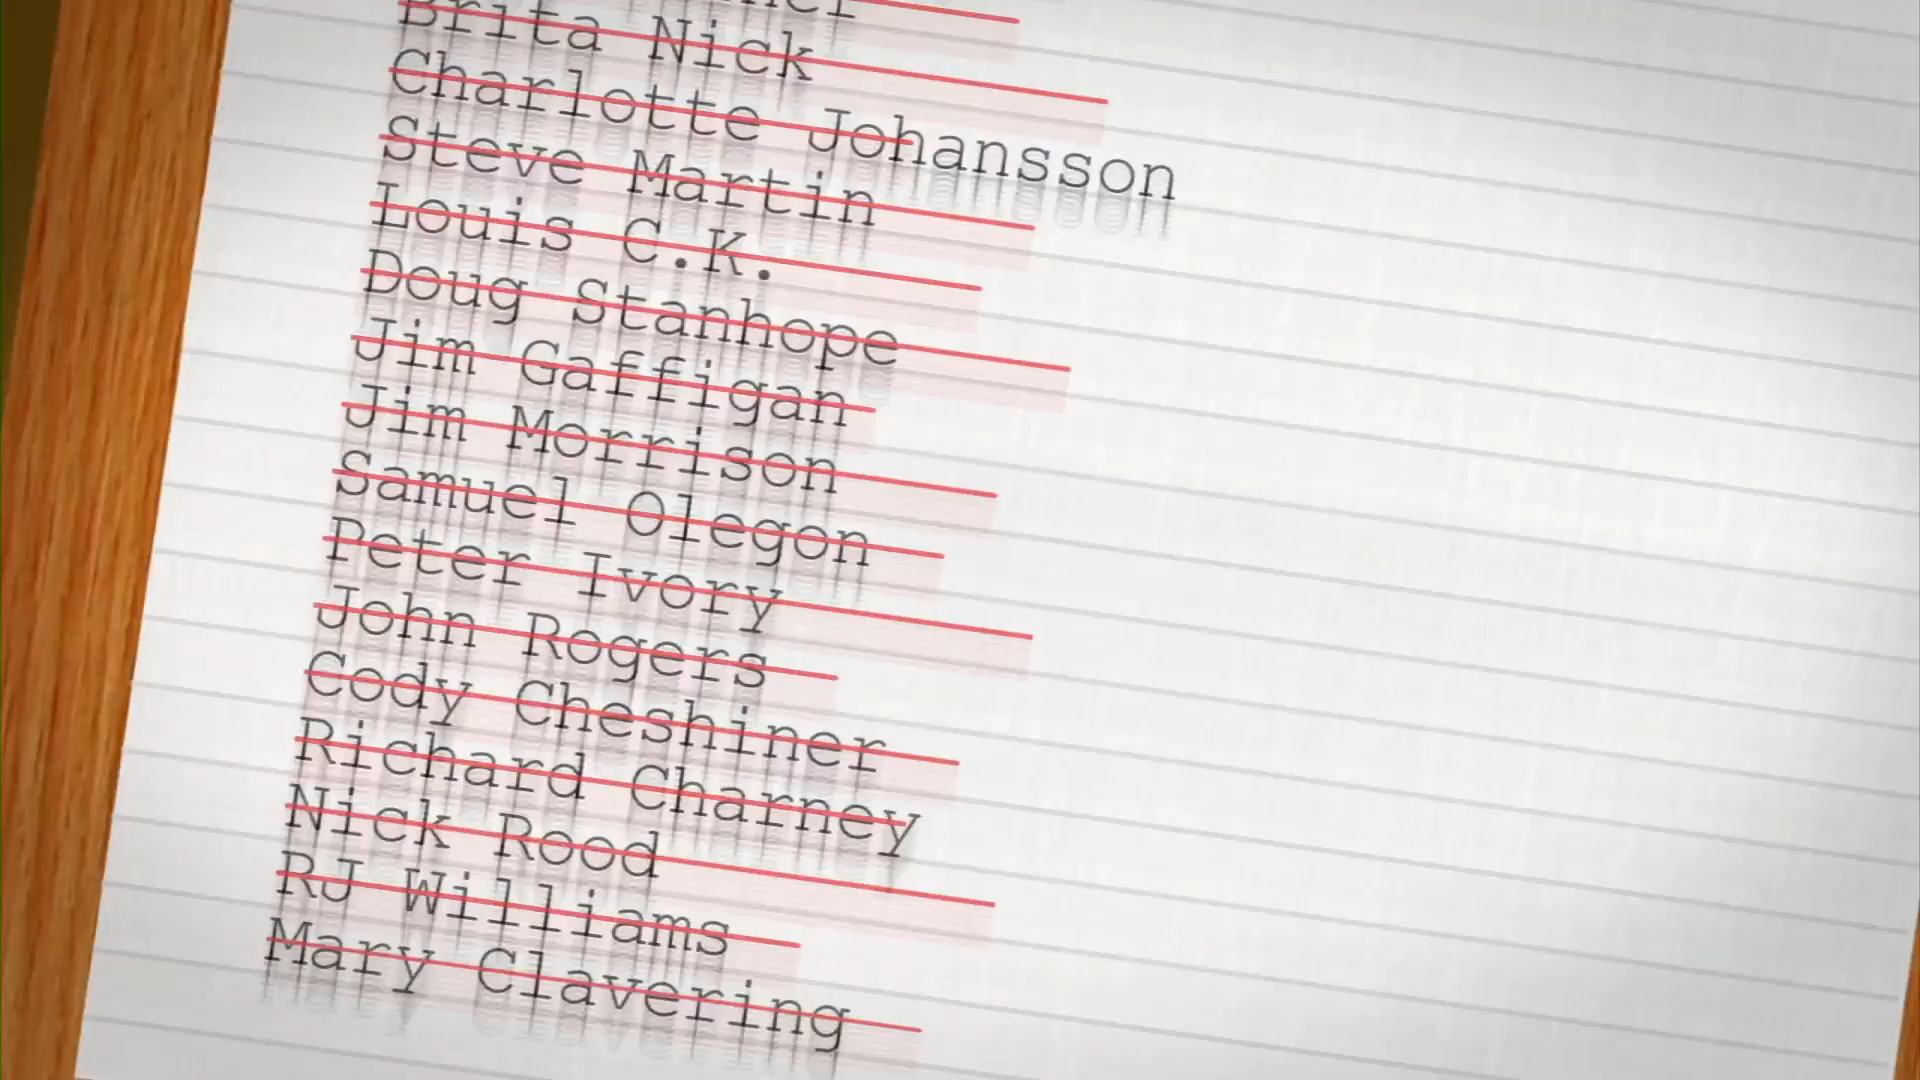 Brita Nick
Charlotte Johansson
Steve Martin
Louis C.K.
Doug Stanhope
Jim Gaffigan
Jim Morrison
Samuel Olegon
Peter Ivory
John Rogers
Cody Cheshiner
Richard Charney
Nick Rood
RJ Williams
Mary Clavering